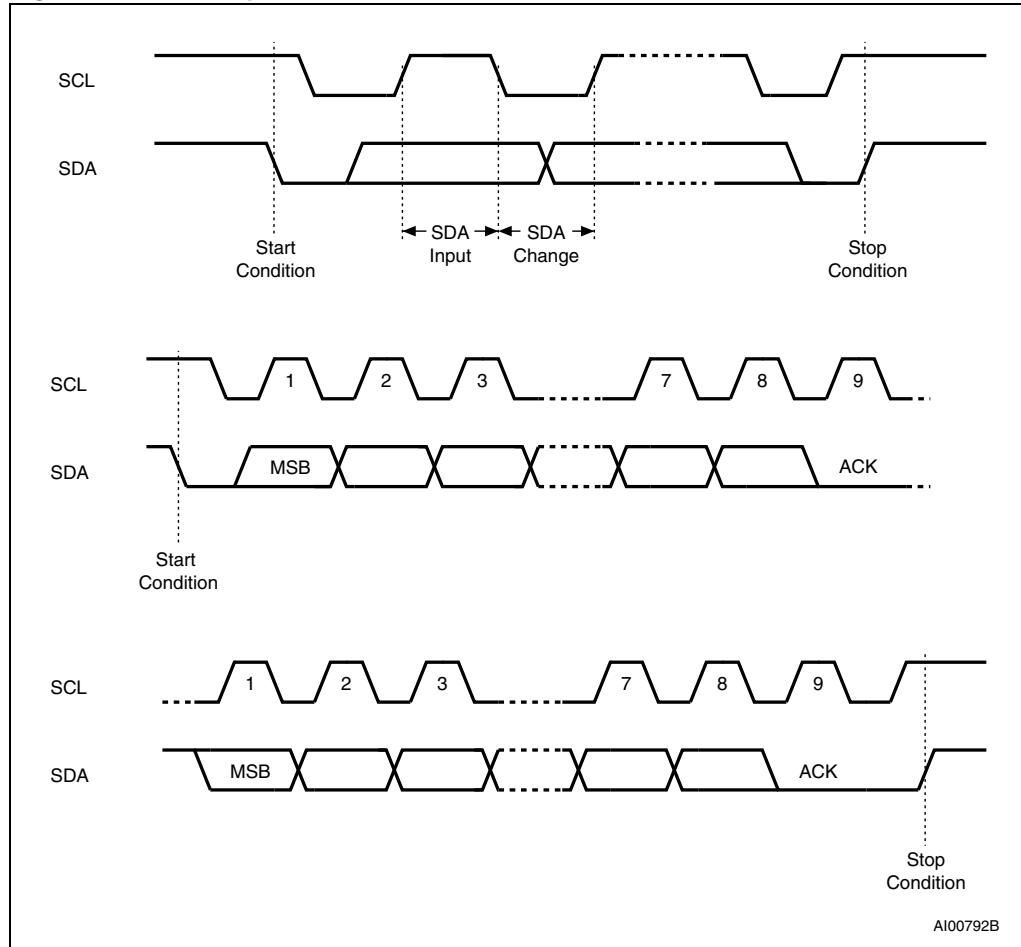 SCL
SDA
SDA
Input
SDA
Change
Start
Condition
Stop
Condition
SCL
1 2 3 7 8 9
SDA
MSB ACK
Start
Condition
SCL
1 2 3 7 8 9
SDA
MSB ACK
Stop
Condition
AI00792B